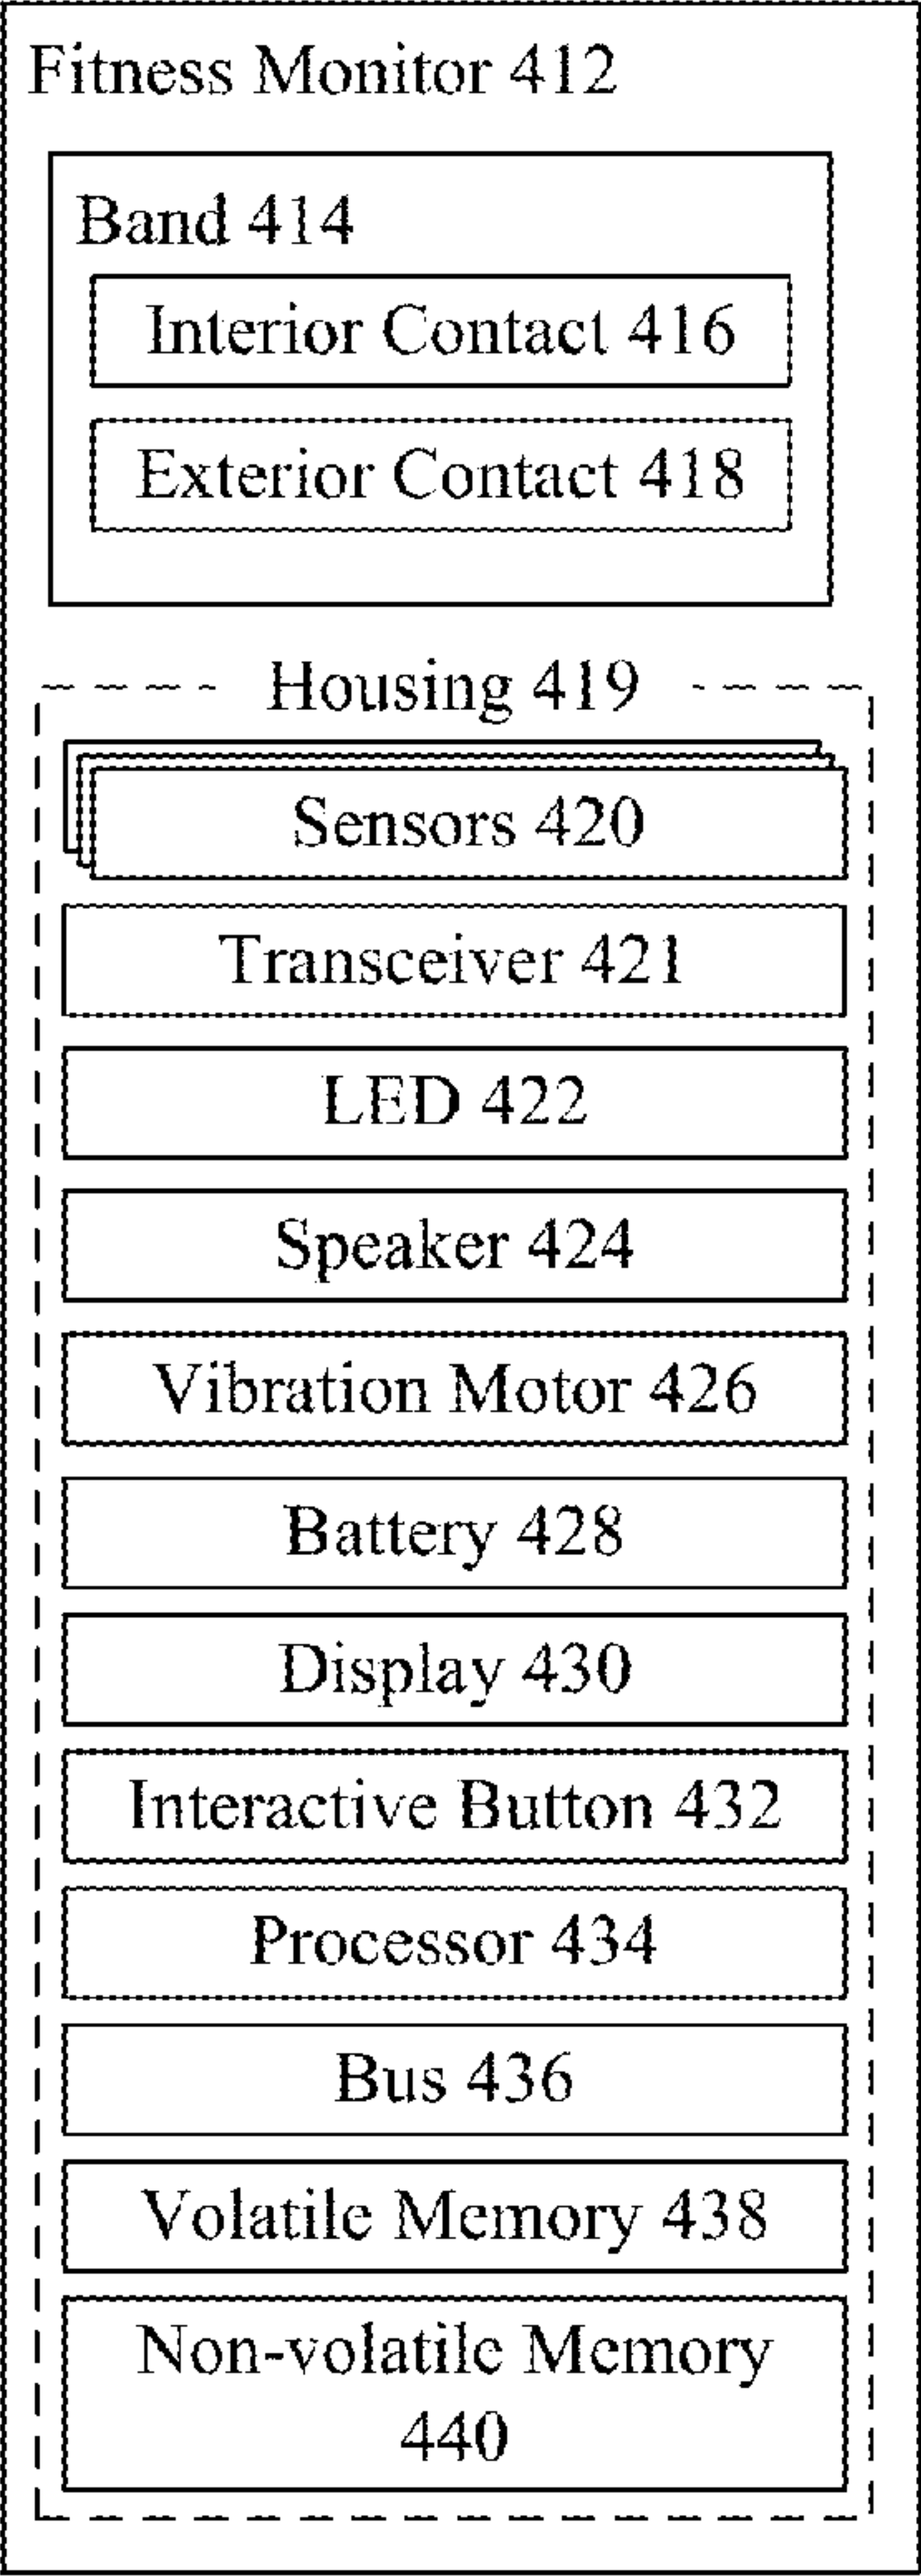 Fitness Monitor 412
Band 414
Interior Contact 416
Exterior Contact 418
Housing 419
Sensors 420
Transceiver 421
LED 422
Speaker 424
Vibration Motor 426
Battery 428
Display 430
Interactive Button 432
Processor 434
Bus 436
Volatile Memory 438
Non-volatile Memory
440